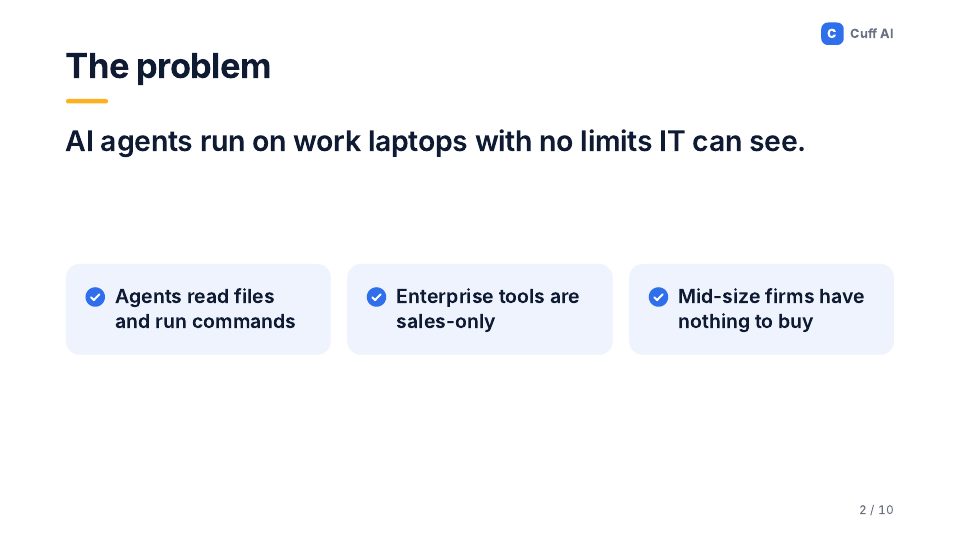 C Cuff AI
The problem
AI agents run on work laptops with no limits IT can see.
Agents read files
and run commands
Enterprise tools are
sales-only
Mid-size firms have
nothing to buy
2 / 10